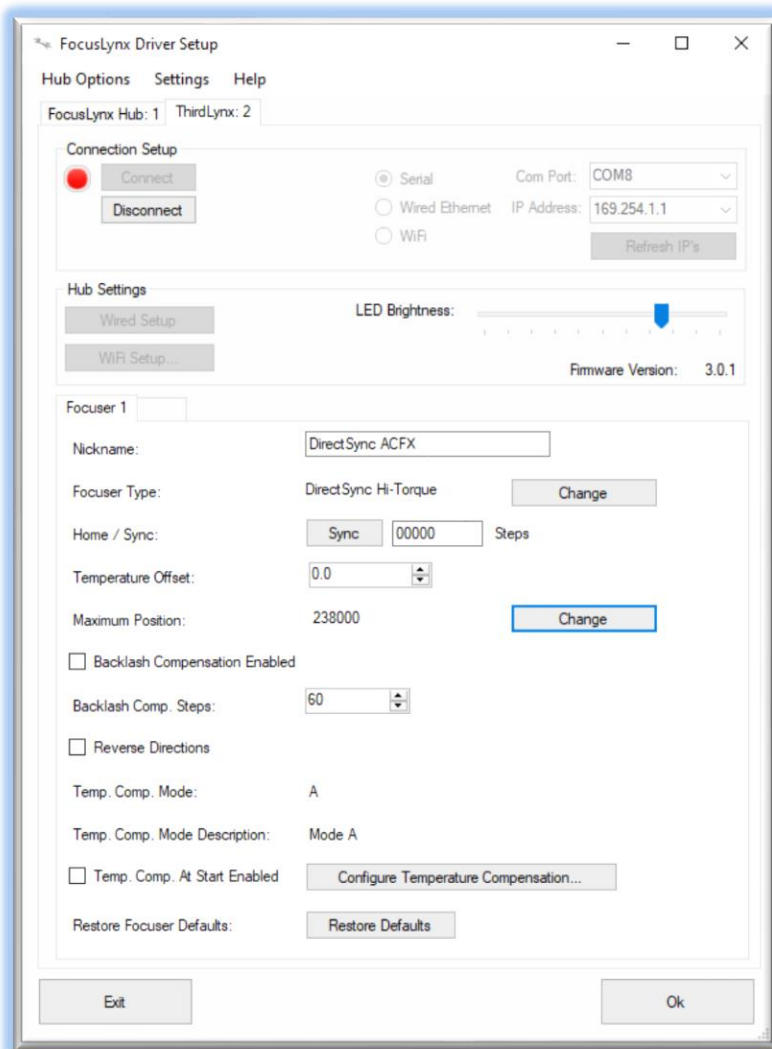 FocusLynx Driver Setup
Hub Options Settings Help
FocusLynx Hub: 1 ThirdLynx: 2
Connection Setup
Connect Serial Com Port: COM8
Disconnect Wired Ethernet IP Address: 169.254.1.1
WiFi Refresh IP's
Hub Settings
Wired Setup LED Brightness:
WiFi Setup...
Firmware Version: 3.0.1
Focuser 1
Nickname: DirectSync ACFX
Focuser Type: DirectSync Hi-Torque Change
Home / Sync: Sync 00000 Steps
Temperature Offset: 0.0
Maximum Position: 238000 Change
Backlash Compensation Enabled
Backlash Comp. Steps: 60
Reverse Directions
Temp. Comp. Mode: A
Temp. Comp. Mode Description: Mode A
Temp. Comp. At Start Enabled Configure Temperature Compensation...
Restore Focuser Defaults: Restore Defaults
Exit Ok